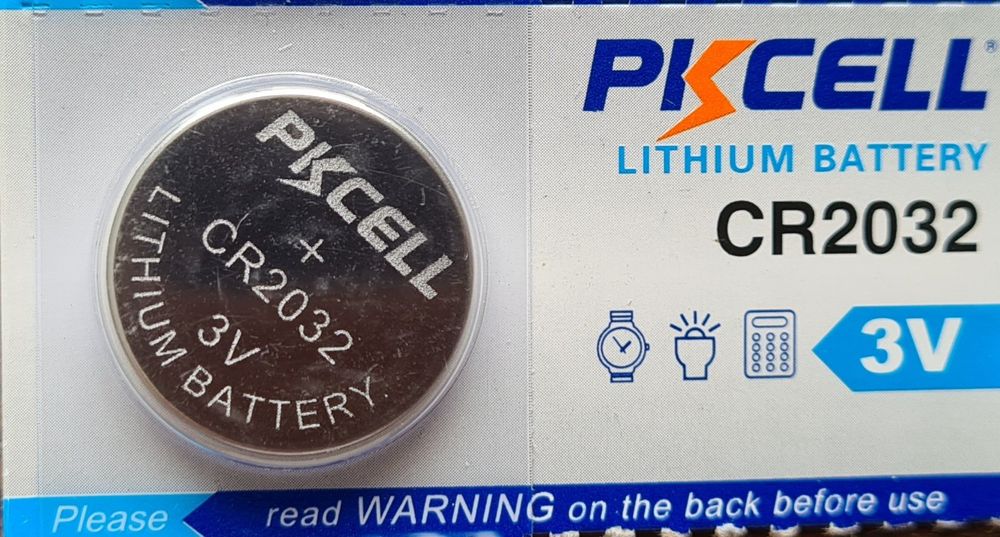 PKCELL
+
CR2032
3V
LITHIUM BATTERY
PKCELL®
LITHIUM BATTERY
CR2032
3V
Please read WARNING on the back before use